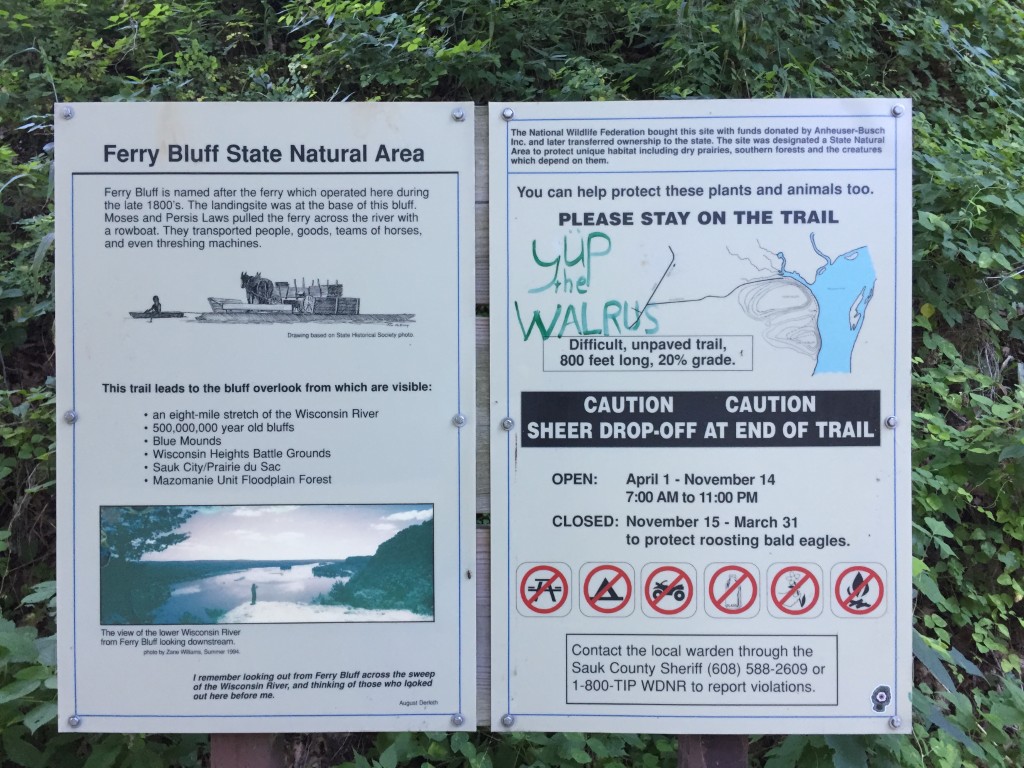 Ferry Bluff State Natural Area
Ferry Bluff is named after the ferry which operated here during
the late 1800's. The landingsite was at the base of this bluff.
Moses and Persis Laws pulled the ferry across the river with
a rowboat. They transported people, goods, teams of horses,
and even threshing machines.
Drawing based on State Historical Society photo
This trail leads to the bluff overlook from which are visible:
• an eight-mile stretch of the Wisconsin River
• 500,000,000 year old bluffs
• Blue Mounds
• Wisconsin Heights Battle Grounds
• Sauk City/Prairie du Sac
• Mazomanie Unit Floodplain Forest
The view of the lower Wisconsin River
from Ferry Bluff looking downstream.
photo by Zane Williams, Summer 1994.
I remember looking out from Ferry Bluff across the sweep
of the Wisconsin River, and thinking of those who looked
out here before me.
August Derleth
The National Wildlife Federation bought this site with funds donated by Anheuser-Busch
Inc. and later transferred ownership to the state. The site was designated a State Natural
Area to protect unique habitat including dry prairies, southern forests and the creatures
which depend on them.
You can help protect these plants and animals too.
PLEASE STAY ON THE TRAIL
yüp
the
WALRUS
Difficult, unpaved trail,
800 feet long, 20% grade.
CAUTION CAUTION
SHEER DROP-OFF AT END OF TRAIL
OPEN: April 1 - November 14
7:00 AM to 11:00 PM
CLOSED: November 15 - March 31
to protect roosting bald eagles.
Contact the local warden through the
Sauk County Sheriff (608) 588-2609 or
1-800-TIP WDNR to report violations.